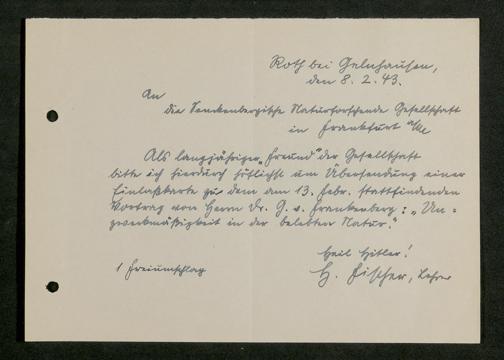 Roth bei Gelnhausen,
den 8. 2. 43.
An
die Senckenbergische Naturforschende Gesellschaft
in Frankfurt a/M
Als langjähriger „Freund“ der Gesellschaft
bitte ich hierdurch höflichst um Übersendung einer
Einlaßkarte zu dem am 13. Febr. stattfindenden
Vortrag von Herrn Dr. G. v. Frankenberg: „Un-
zweckmäßigkeit in der belebten Natur.“
Heil Hitler!
H. Fischer, Lehrer
1 Freiumschlag